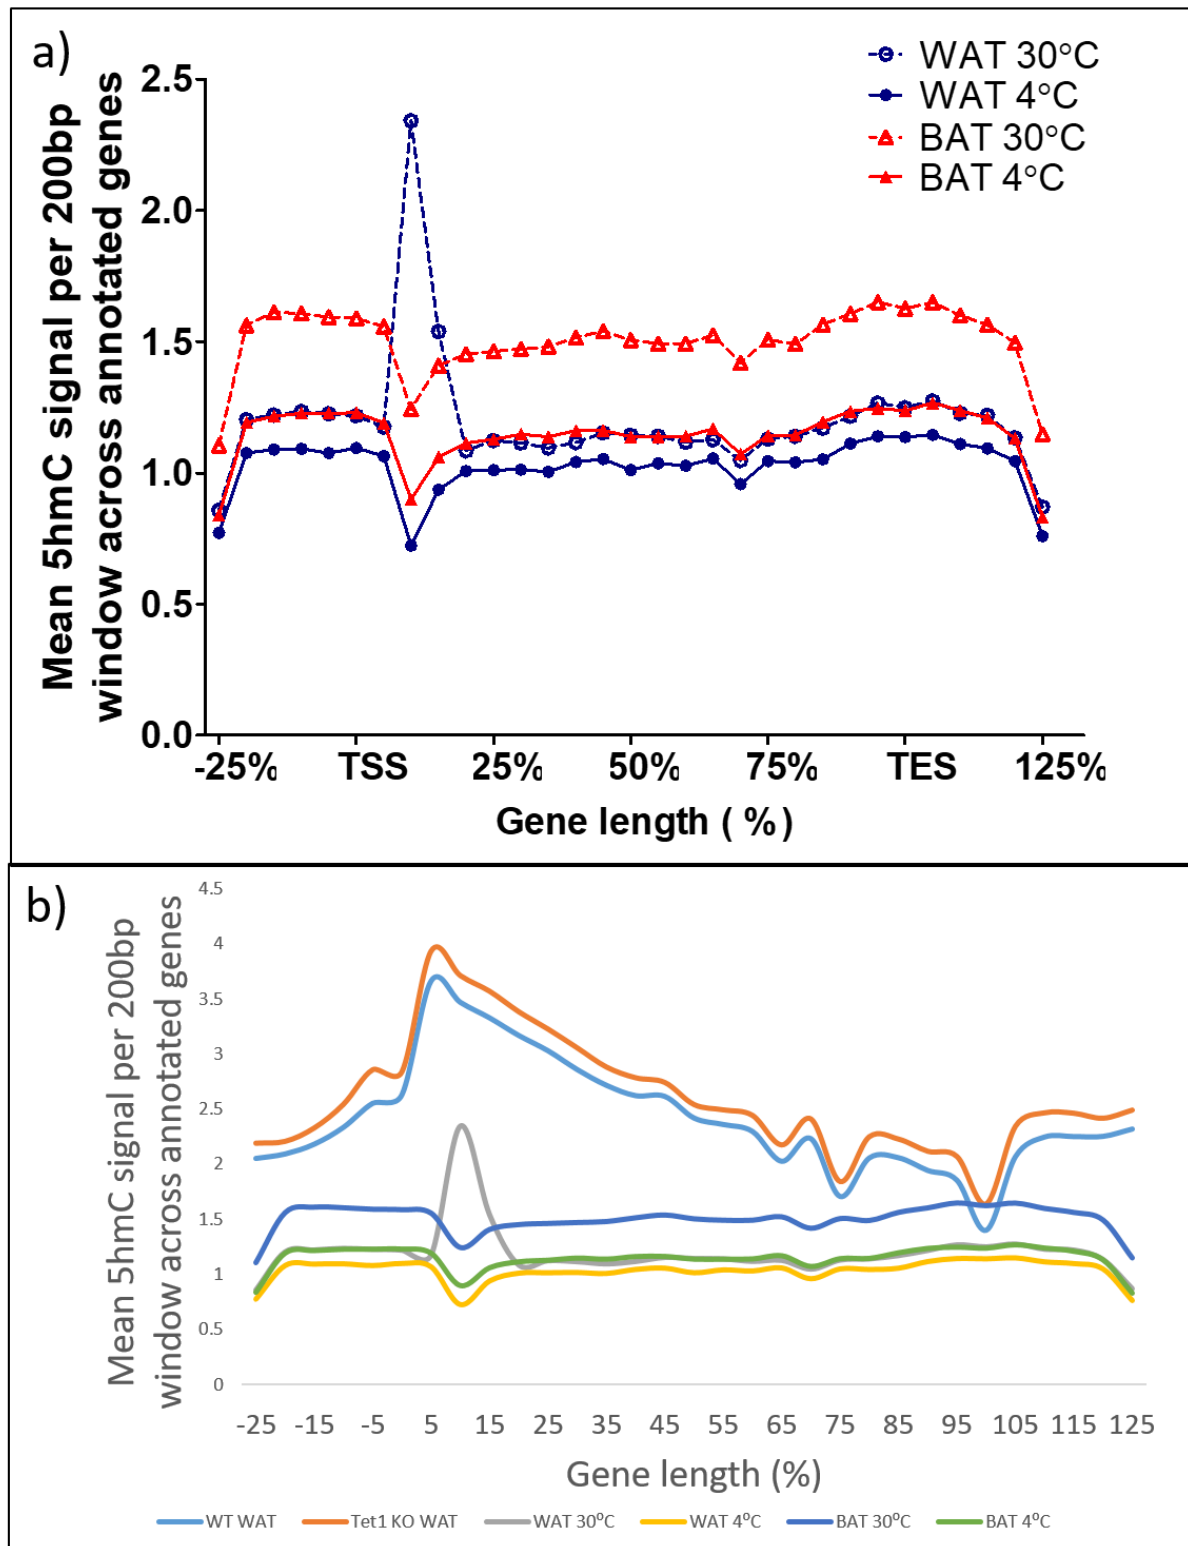 a)
WAT 30°C
WAT 4°C
BAT 30°C
BAT 4°C
Mean 5hmC signal per 200bp
window across annotated genes
2.5
2.0
1.5
1.0
0.5
0.0
-25% TSS 25% 50% 75% TES 125%
Gene length ( %)
b)
Mean 5hmC signal per 200bp
window across annotated genes
4.5
4
3.5
3
2.5
2
1.5
1
0.5
0
-25 -15 -5 5 15 25 35 45 55 65 75 85 95 105 115 125
Gene length (%)
WT WAT Tet1 KO WAT WAT 30⁰C WAT 4⁰C BAT 30⁰C BAT 4⁰C